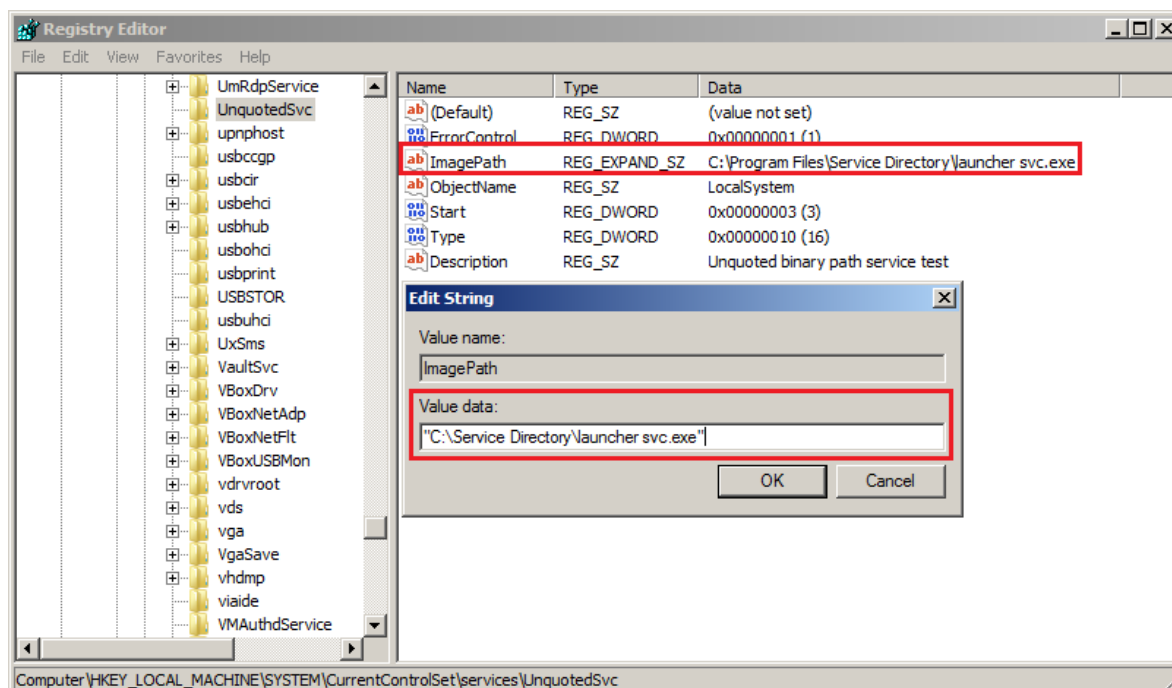 Registry Editor
File Edit View Favorites Help
UmRdpService
UnquotedSvc
upnphost
usbccgp
usbcir
usbehci
usbhub
usbohci
usbprint
USBSTOR
usbuhci
UxSms
VaultSvc
VBoxDrv
VBoxNetAdp
VBoxNetFlt
VBoxUSBMon
vdrvroot
vds
vga
VgaSave
vhdmp
viaide
VMAuthdService
Name Type Data
(Default) REG_SZ (value not set)
ErrorControl REG_DWORD 0x00000001 (1)
ImagePath REG_EXPAND_SZ C:\Program Files\Service Directory\launcher svc.exe
ObjectName REG_SZ LocalSystem
Start REG_DWORD 0x00000003 (3)
Type REG_DWORD 0x00000010 (16)
Description REG_SZ Unquoted binary path service test
Edit String
Value name:
ImagePath
Value data:
"C:\Service Directory\launcher svc.exe"
OK Cancel
Computer\HKEY_LOCAL_MACHINE\SYSTEM\CurrentControlSet\services\UnquotedSvc